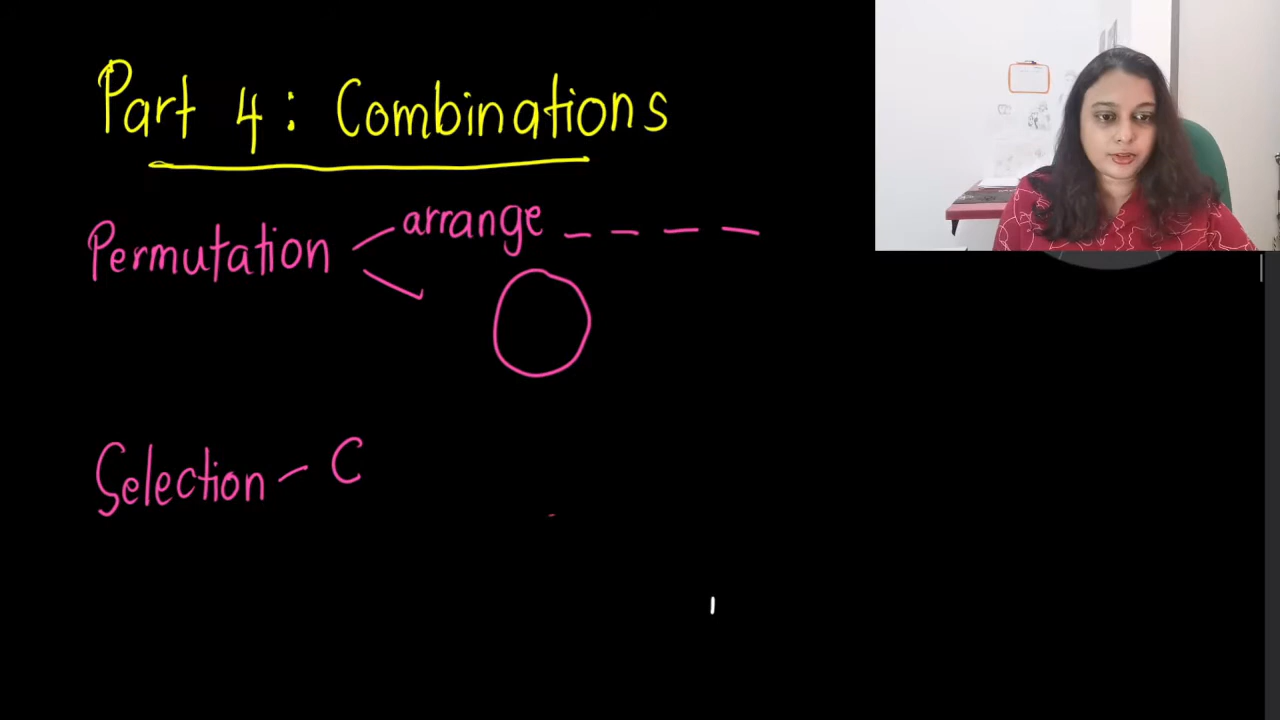 Part 4: Combinations
Permutation
arrange _ _ _ _
Selection - C